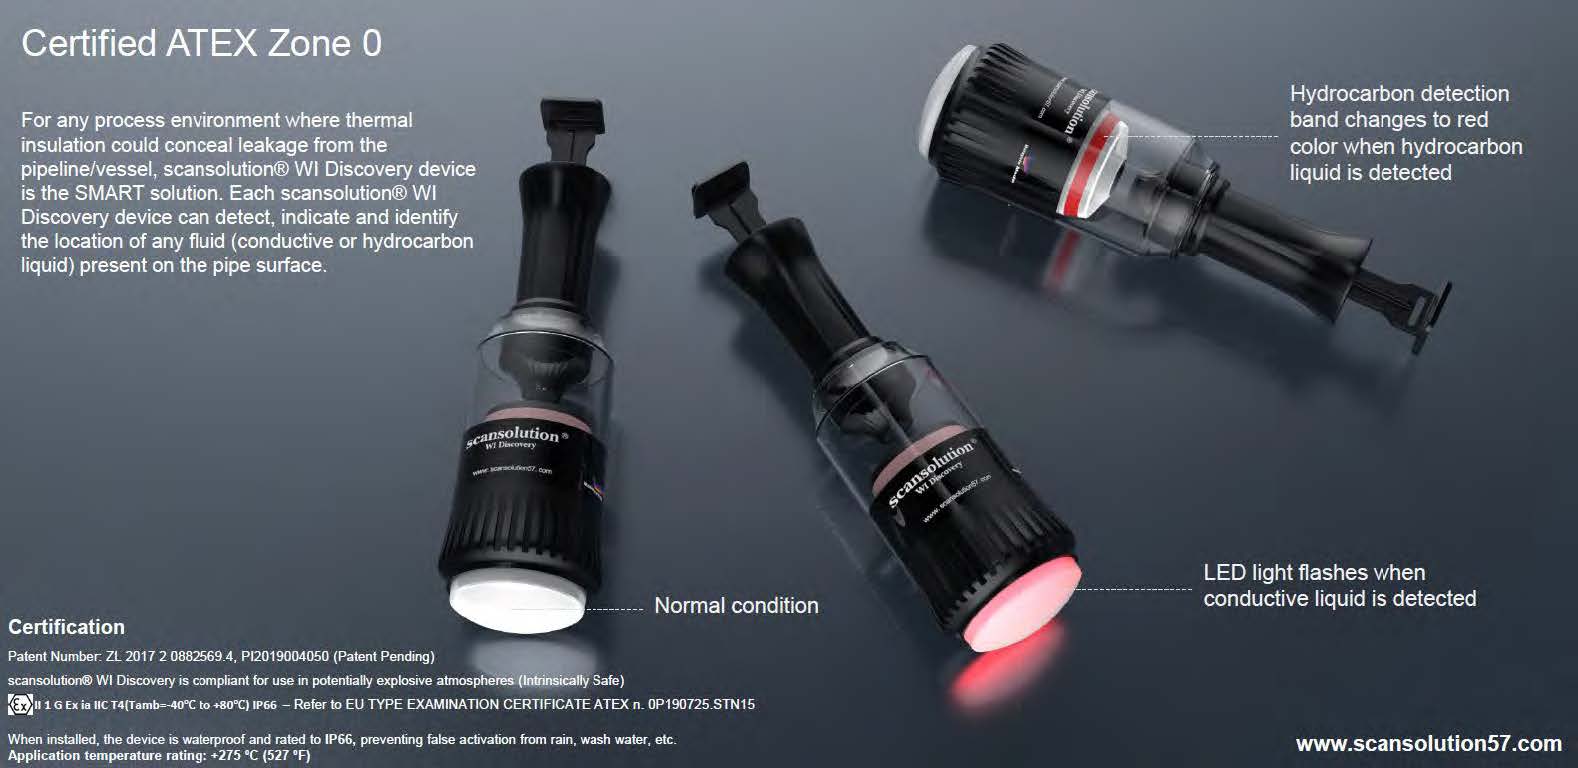 Certified ATEX Zone 0
For any process environment where thermal
insulation could conceal leakage from the
pipeline/vessel, scansolution® WI Discovery device
is the SMART solution. Each scansolution® WI
Discovery device can detect, indicate and identify
the location of any fluid (conductive or hydrocarbon
liquid) present on the pipe surface.
Hydrocarbon detection
band changes to red
color when hydrocarbon
liquid is detected
scansolution®
WI Discovery
www.scansolution57.com
scansolution®
WI Discovery
www.scansolution57.com
scansolution®
WI Discovery
LED light flashes when
conductive liquid is detected
Normal condition
Certification
Patent Number: ZL 2017 2 0882569.4, PI2019004050 (Patent Pending)
scansolution® WI Discovery is compliant for use in potentially explosive atmospheres (Intrinsically Safe)
Ex II 1 G Ex ia IIC T4(Tamb=-40°C to +80°C) IP66 – Refer to EU TYPE EXAMINATION CERTIFICATE ATEX n. 0P190725.STN15
When installed, the device is waterproof and rated to IP66, preventing false activation from rain, wash water, etc.
Application temperature rating: +275 ºC (527 ºF)
www.scansolution57.com